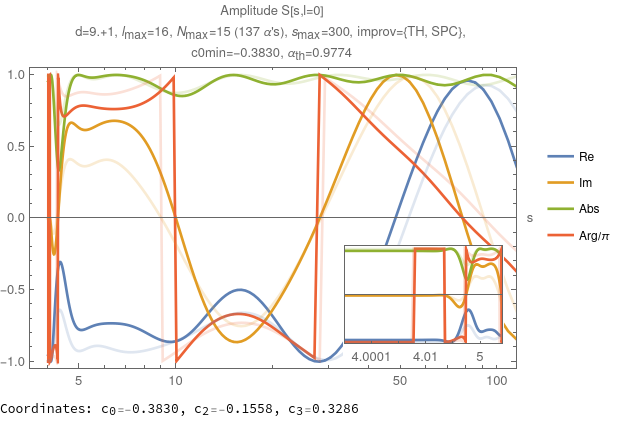 Amplitude S[s,l=0]
d=9.+1, lmax=16, Nmax=15 (137 α's), smax=300, improv={TH, SPC},
c0min=-0.3830, αth=0.9774
1.0
0.5
0.0
-0.5
-1.0
5
10
50
100
s
4.0001
4.01
5
Re
Im
Abs
Arg/π
Coordinates: c0=-0.3830, c2=-0.1558, c3=0.3286